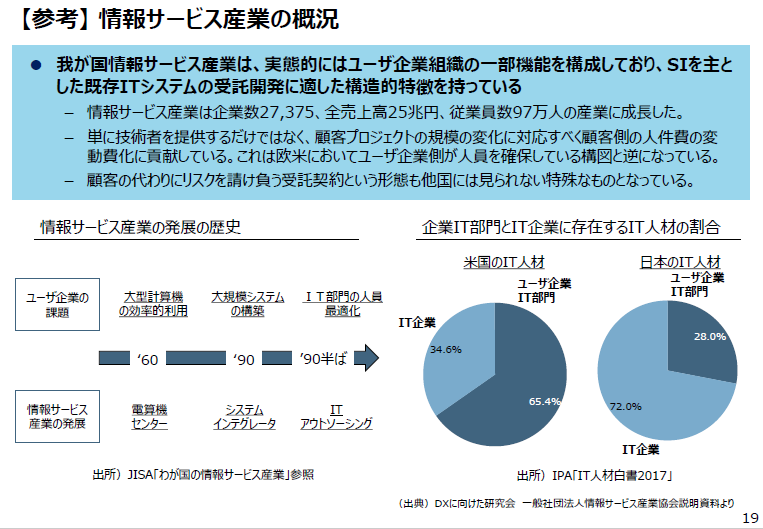 【参考】 情報サービス産業の概況
● 我が国情報サービス産業は、実態的にはユーザ企業組織の一部機能を構成しており、SIを主と
した既存ITシステムの受託開発に適した構造的特徴を持っている
– 情報サービス産業は企業数27,375、全売上高25兆円、従業員数97万人の産業に成長した。
– 単に技術者を提供するだけではなく、顧客プロジェクトの規模の変化に対応すべく顧客側の人件費の変
動費化に貢献している。これは欧米においてユーザ企業側が人員を確保している構図と逆になっている。
– 顧客の代わりにリスクを請け負う受託契約という形態も他国には見られない特殊なものとなっている。
情報サービス産業の発展の歴史
ユーザ企業の
課題
大型計算機
の効率的利用
大規模システム
の構築
ＩＴ部門の人員
最適化
‘60
‘90
’90半ば
情報サービス
産業の発展
電算機
センター
システム
インテグレータ
IT
アウトソーシング
出所）JISA「わが国の情報サービス産業」参照
企業IT部門とIT企業に存在するIT人材の割合
米国のIT人材
ユーザ企業
IT部門
IT企業
34.6%
65.4%
日本のIT人材
ユーザ企業
IT部門
28.0%
72.0%
IT企業
出所）IPA「IT人材白書2017」
（出典）DXに向けた研究会 一般社団法人情報サービス産業協会説明資料より
19